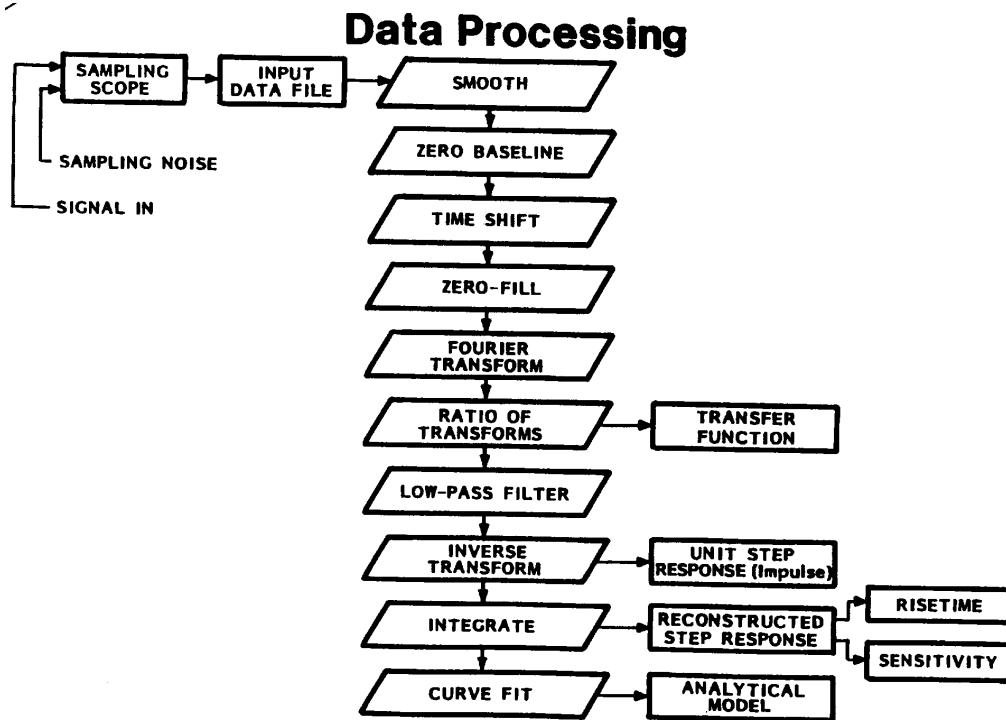 Data Processing
SAMPLING
SCOPE
INPUT
DATA FILE
SMOOTH
ZERO BASELINE
SAMPLING NOISE
SIGNAL IN
TIME SHIFT
ZERO-FILL
FOURIER
TRANSFORM
RATIO OF
TRANSFORMS
TRANSFER
FUNCTION
LOW-PASS FILTER
INVERSE
TRANSFORM
UNIT STEP
RESPONSE (Impulse)
INTEGRATE
RECONSTRUCTED
STEP RESPONSE
RISETIME
SENSITIVITY
CURVE FIT
ANALYTICAL
MODEL